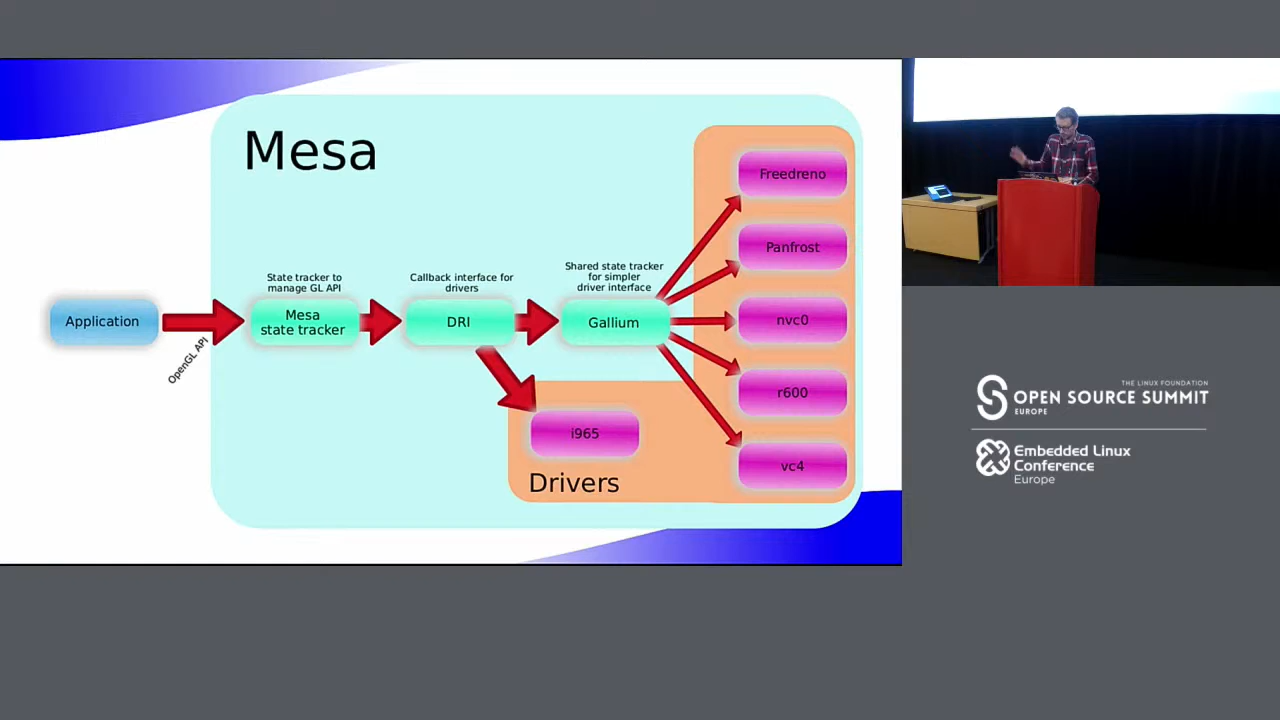 Mesa
Application
OpenGL API
State tracker to
manage GL API
Mesa
state tracker
Callback interface for
drivers
DRI
Shared state tracker
for simpler
driver interface
Gallium
Freedreno
Panfrost
nvc0
r600
vc4
i965
Drivers
THE LINUX FOUNDATION
OPEN SOURCE SUMMIT
EUROPE
Embedded Linux
Conference
Europe